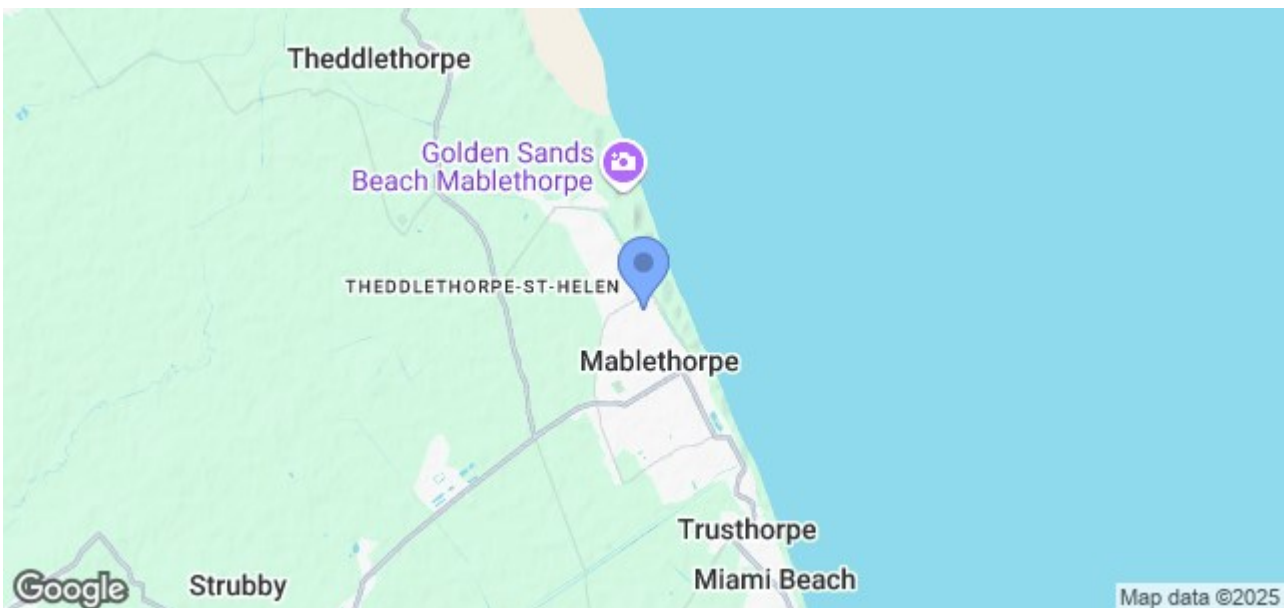 Theddlethorpe
Golden Sands
Beach Mablethorpe
THEDDLETHORPE-ST-HELEN
Mablethorpe
Trusthorpe
Miami Beach
Strubby
Google
Map data ©2025